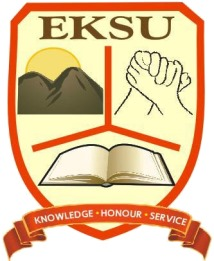 EKSU
KNOWLEDGE • HONOUR • SERVICE